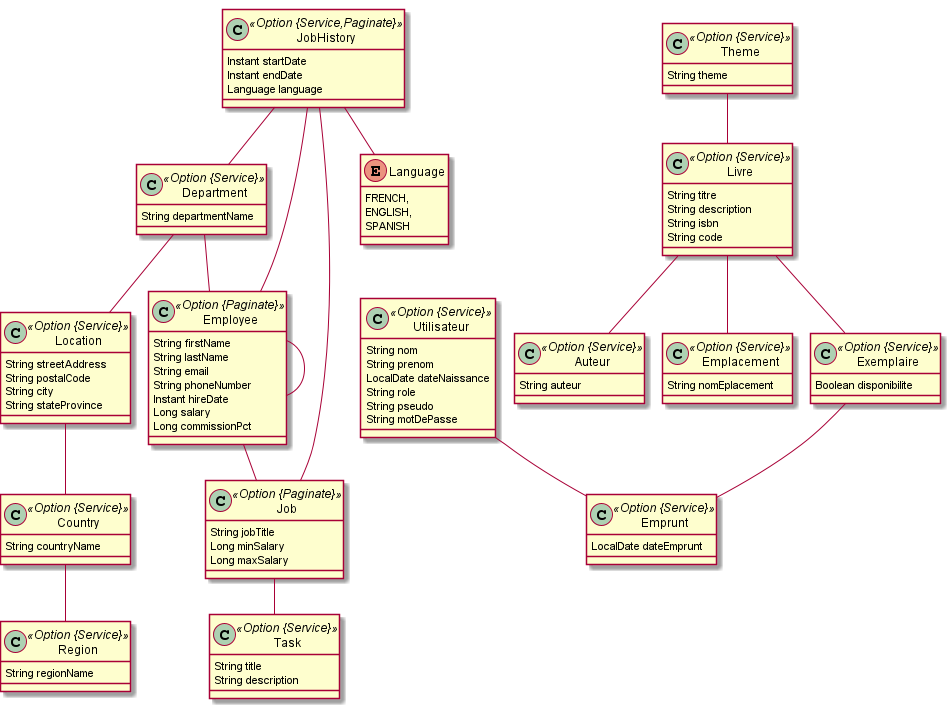 C
«Option {Service,Paginate}»
JobHistory
Instant startDate
Instant endDate
Language language
C
«Option {Service}»
Theme
String theme
C
«Option {Service}»
Department
String departmentName
E
Language
FRENCH,
ENGLISH,
SPANISH
C
«Option {Service}»
Livre
String titre
String description
String isbn
String code
C
«Option {Service}»
Location
String streetAddress
String postalCode
String city
String stateProvince
C
«Option {Paginate}»
Employee
String firstName
String lastName
String email
String phoneNumber
Instant hireDate
Long salary
Long commissionPct
C
«Option {Service}»
Utilisateur
String nom
String prenom
LocalDate dateNaissance
String role
String pseudo
String motDePasse
C
«Option {Service}»
Auteur
String auteur
C
«Option {Service}»
Emplacement
String nomEplacement
C
«Option {Service}»
Exemplaire
Boolean disponibilite
C
«Option {Service}»
Country
String countryName
C
«Option {Paginate}»
Job
String jobTitle
Long minSalary
Long maxSalary
C
«Option {Service}»
Emprunt
LocalDate dateEmprunt
C
«Option {Service}»
Region
String regionName
C
«Option {Service}»
Task
String title
String description